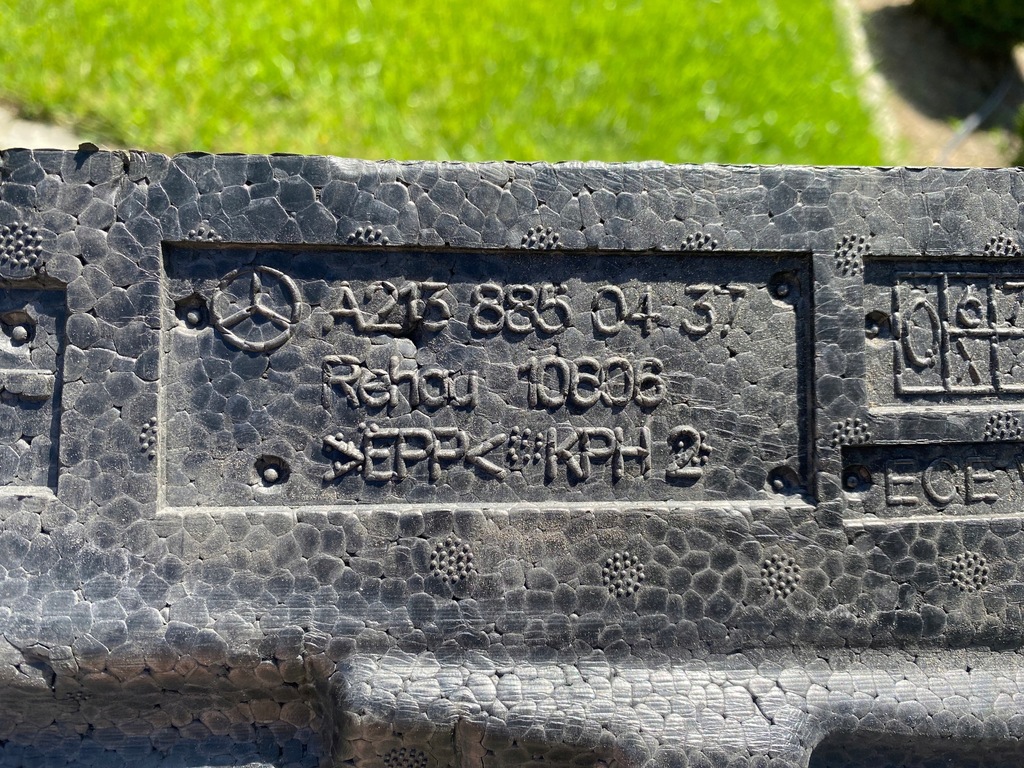 A213 885 04 37
Rehau 10806
>EPP< KPH 2
ECE